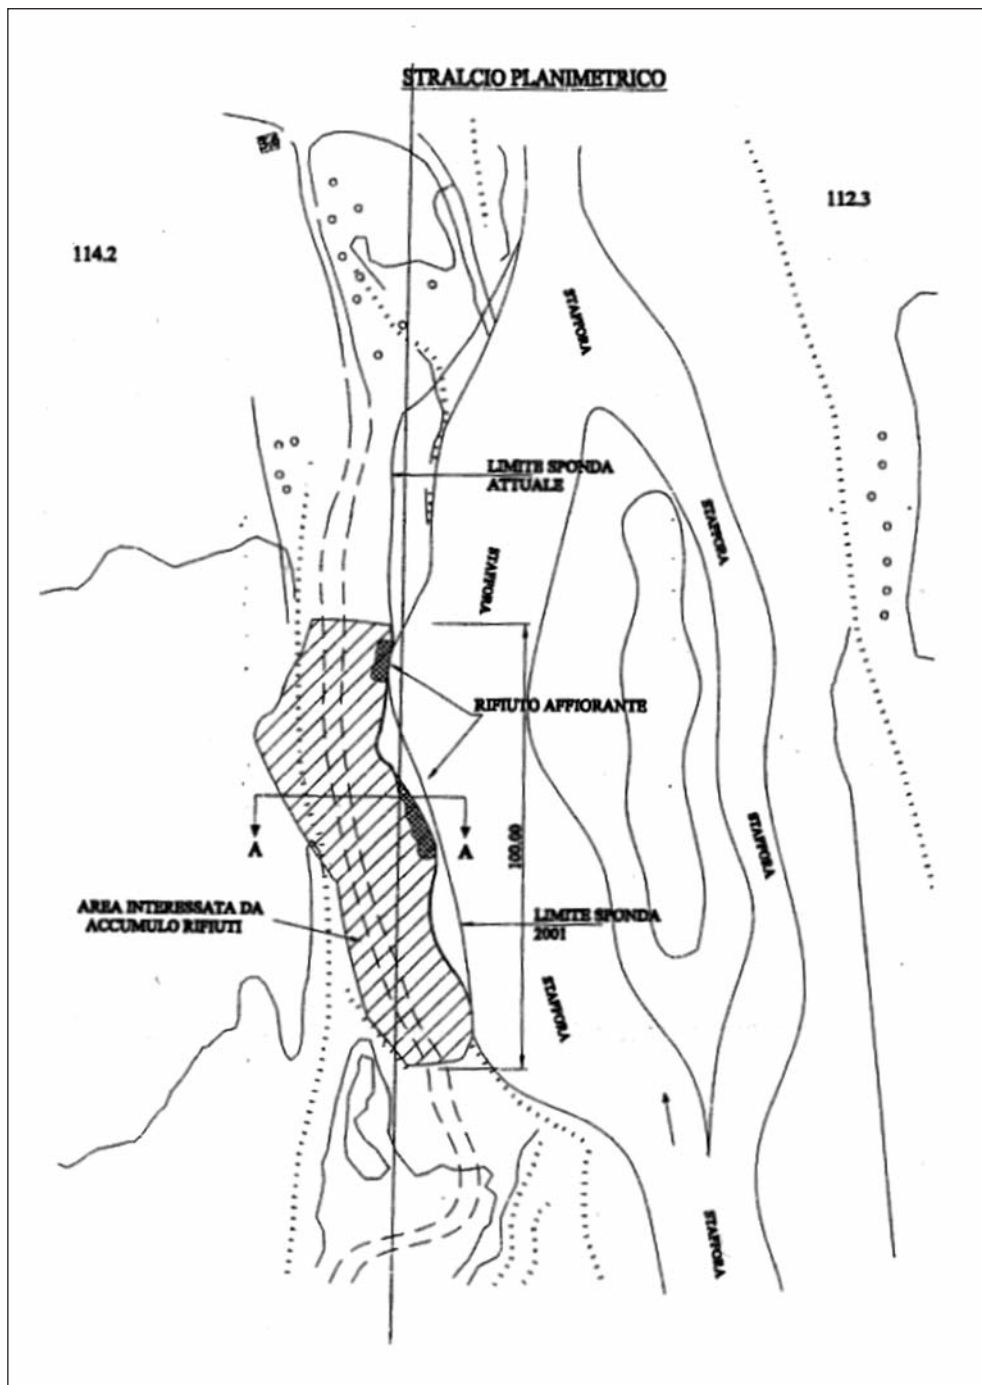 STRALCIO PLANIMETRICO
112.3
114.2
STAFFORA
LIMITE SPONDA
ATTUALE
STAFFORA
STAFFORA
RIFIUTO AFFIORANTE
100.00
A
A
STAFFORA
AREA INTERESSATA DA
ACCUMULO RIFIUTI
LIMITE SPONDA
2001
STAFFORA
STAFFORA